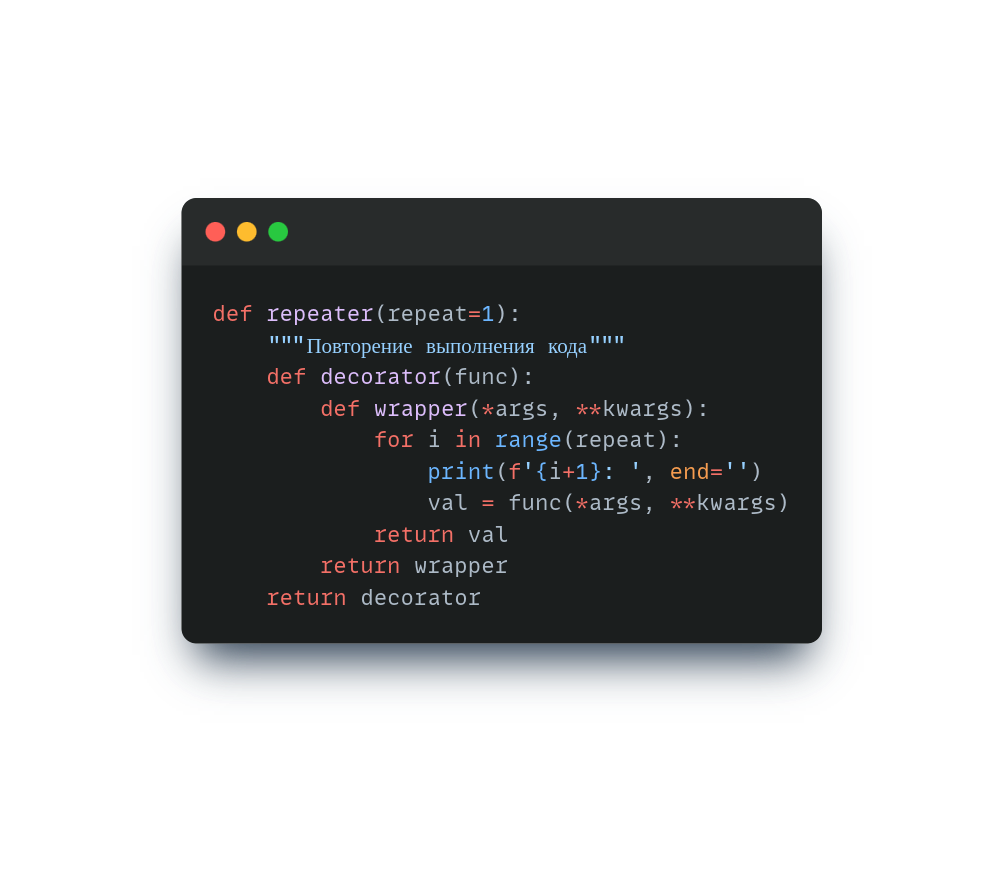 def repeater(repeat=1):
    """Повторение выполнения кода"""
    def decorator(func):
        def wrapper(*args, **kwargs):
            for i in range(repeat):
                print(f'{i+1}: ', end='')
                val = func(*args, **kwargs)
            return val
        return wrapper
    return decorator